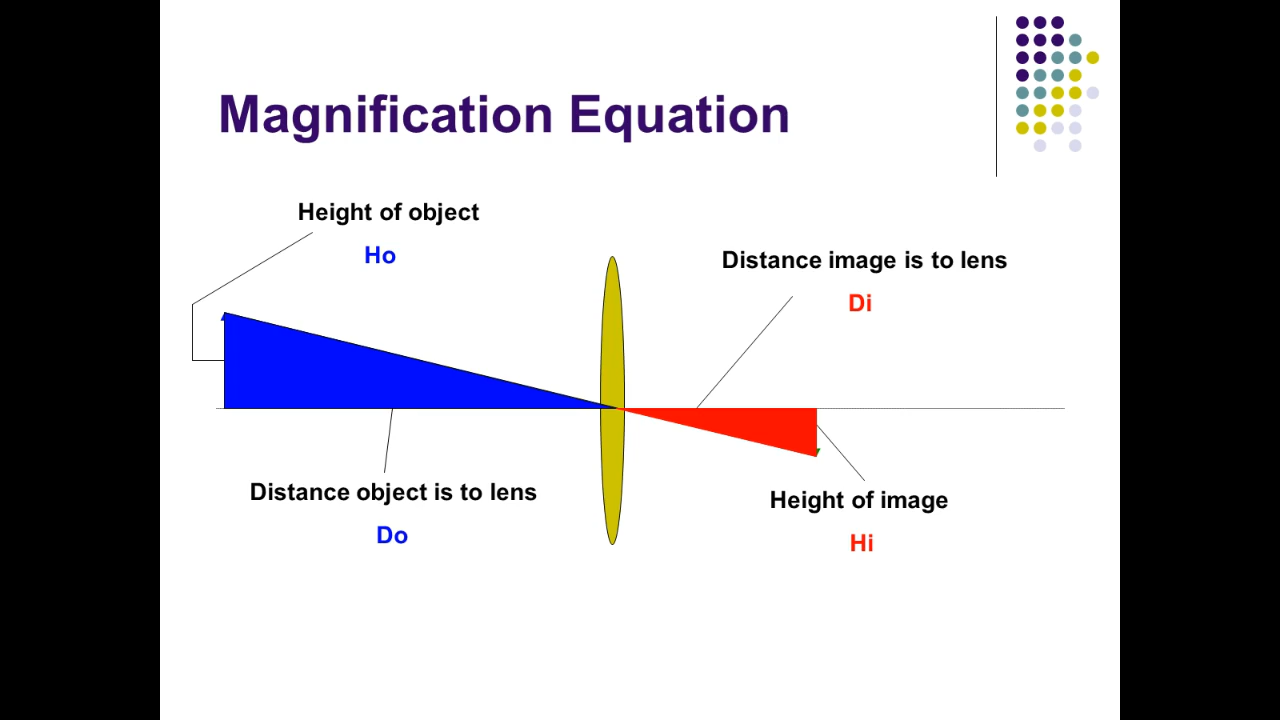 Magnification Equation
Height of object
Ho
Distance image is to lens
Di
Distance object is to lens
Do
Height of image
Hi